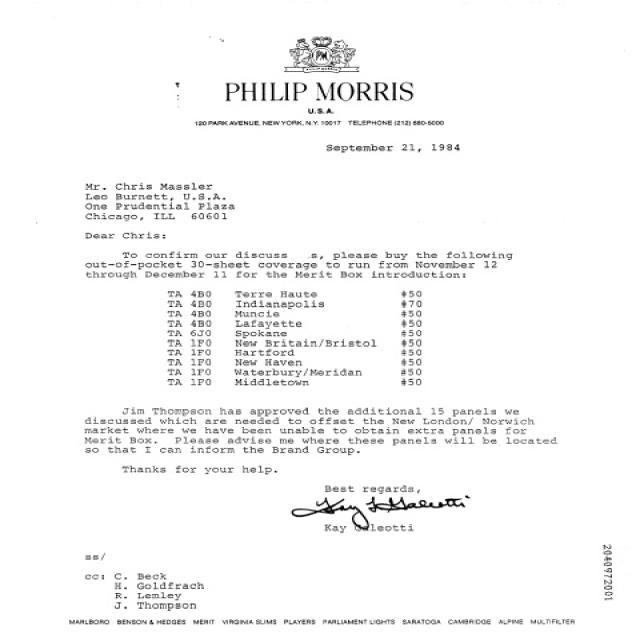 PM
PHILIP MORRIS
U.S.A.
120 PARK AVENUE, NEW YORK, N.Y. 10017 TELEPHONE (212) 880-5000
September 21, 1984
Mr. Chris Massler
Leo Burnett, U.S.A.
One Prudential Plaza
Chicago, ILL 60601
Dear Chris:
To confirm our discuss s, please buy the following
out-of-pocket 30-sheet coverage to run from November 12
through December 11 for the Merit Box introduction:
TA 4B0 Terre Haute #50
TA 4B0 Indianapolis #70
TA 4B0 Muncie #50
TA 4B0 Lafayette #50
TA 6J0 Spokane #50
TA 1F0 New Britain/Bristol #50
TA 1F0 Hartford #50
TA 1F0 New Haven #50
TA 1F0 Waterbury/Meridan #50
TA 1F0 Middletown #50
Jim Thompson has approved the additional 15 panels we
discussed which are needed to offset the New London/ Norwich
market where we have been unable to obtain extra panels for
Merit Box. Please advise me where these panels will be located
so that I can inform the Brand Group.
Thanks for your help.
Best regards,
Kay L Galeotti
Kay Galeotti
ss/
cc: C. Beck
H. Goldfrach
R. Lemley
J. Thompson
2040972001
MARLBORO BENSON & HEDGES MERIT VIRGINIA SLIMS PLAYERS PARLIAMENT LIGHTS SARATOGA CAMBRIDGE ALPINE MULTIFILTER